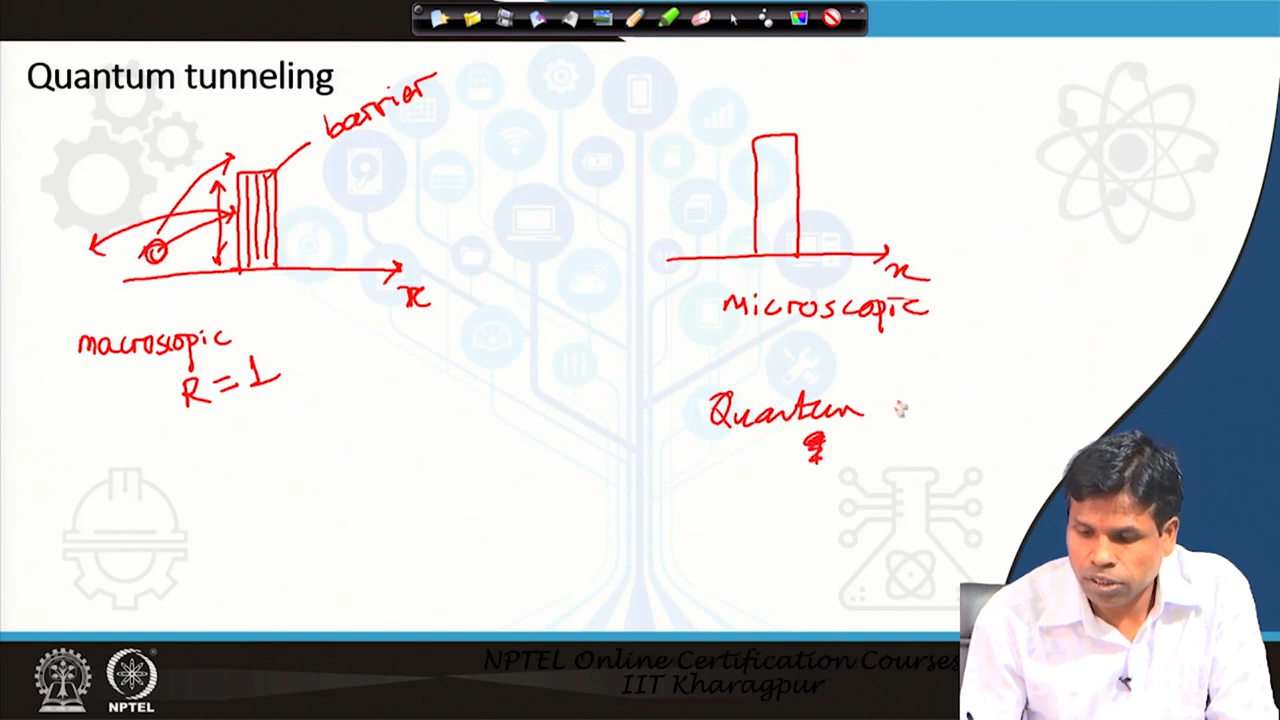 Quantum tunneling
barrier
x
macroscopic
R = 1
x
Microscopic
Quantum
NPTEL Online Certification Courses
IIT Kharagpur
NPTEL